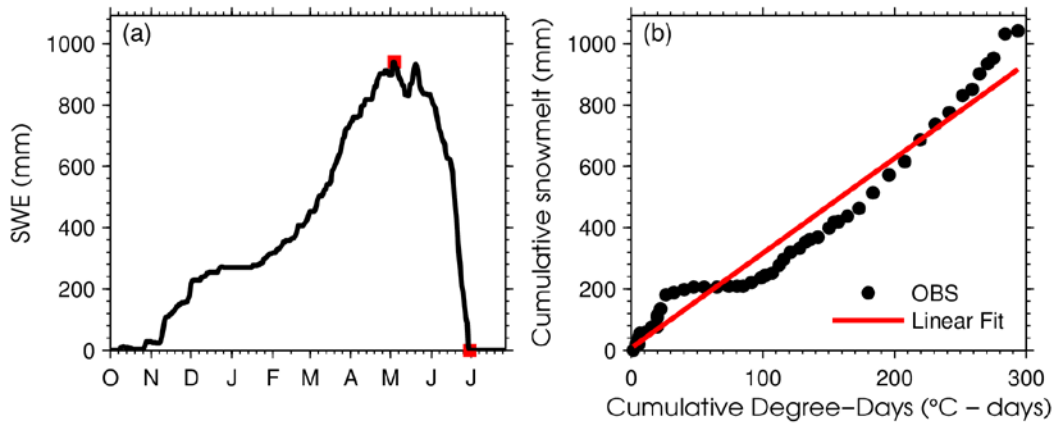 (a)
SWE (mm)
1000
800
600
400
200
0
O N D J F M A M J J
(b)
Cumulative snowmelt (mm)
1000
800
600
400
200
0
OBS
Linear Fit
0 100 200 300
Cumulative Degree–Days (°C – days)